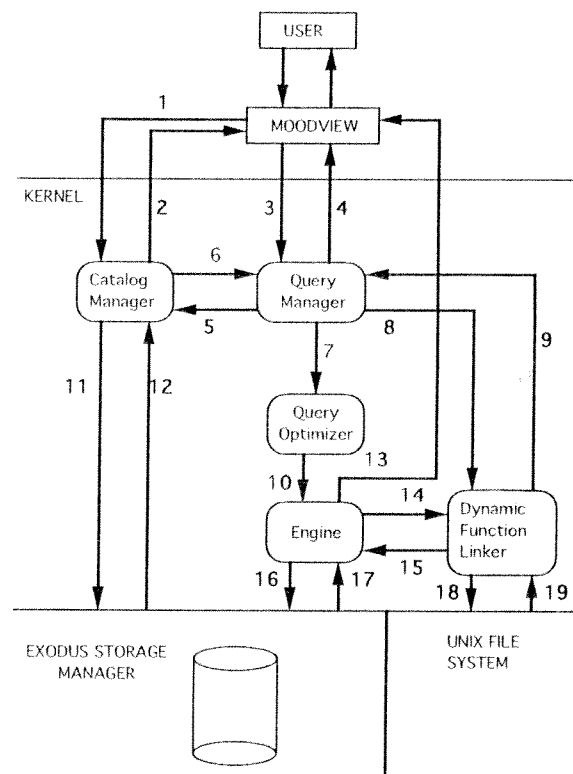 USER
1
MOODVIEW
KERNEL
2
3
4
6
Catalog
Manager
Query
Manager
5
8
9
7
11
12
Query
Optimizer
13
10
14
Engine
Dynamic
Function
Linker
15
16
17
18
19
EXODUS STORAGE
MANAGER
UNIX FILE
SYSTEM